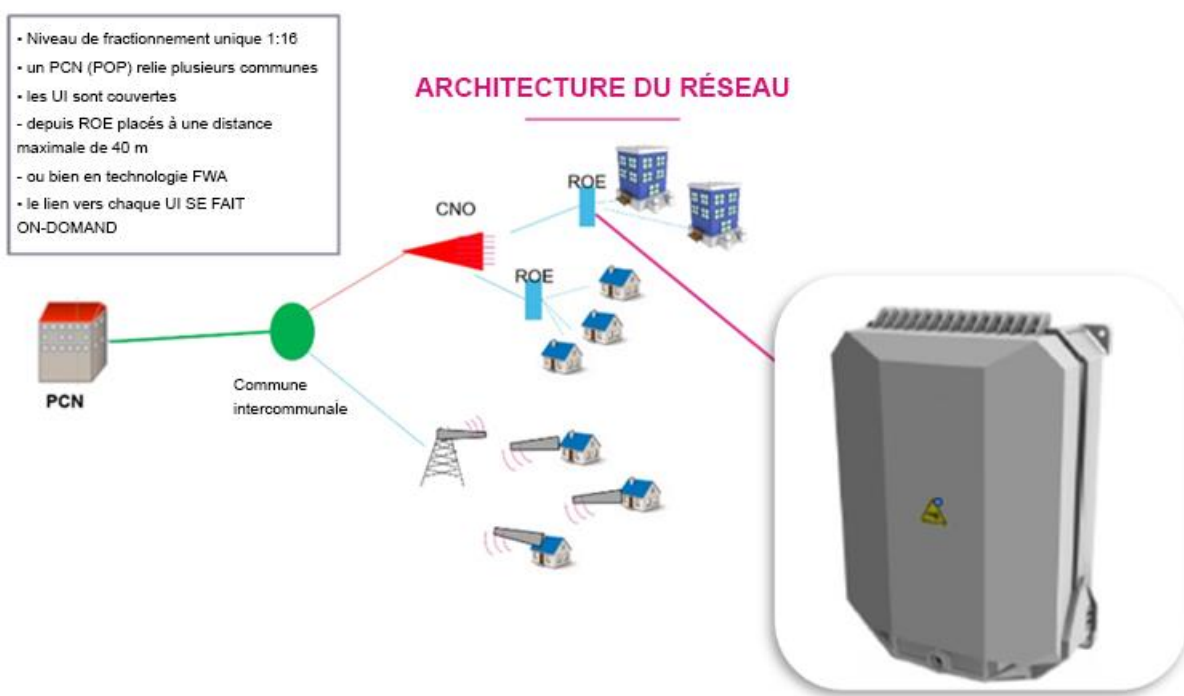 - Niveau de fractionnement unique 1:16
- un PCN (POP) relie plusieurs communes
- les UI sont couvertes
- depuis ROE placés à une distance
maximale de 40 m
- ou bien en technologie FWA
- le lien vers chaque UI SE FAIT
ON-DOMAND
ARCHITECTURE DU RÉSEAU
ROE
CNO
ROE
PCN
Commune
intercommunale